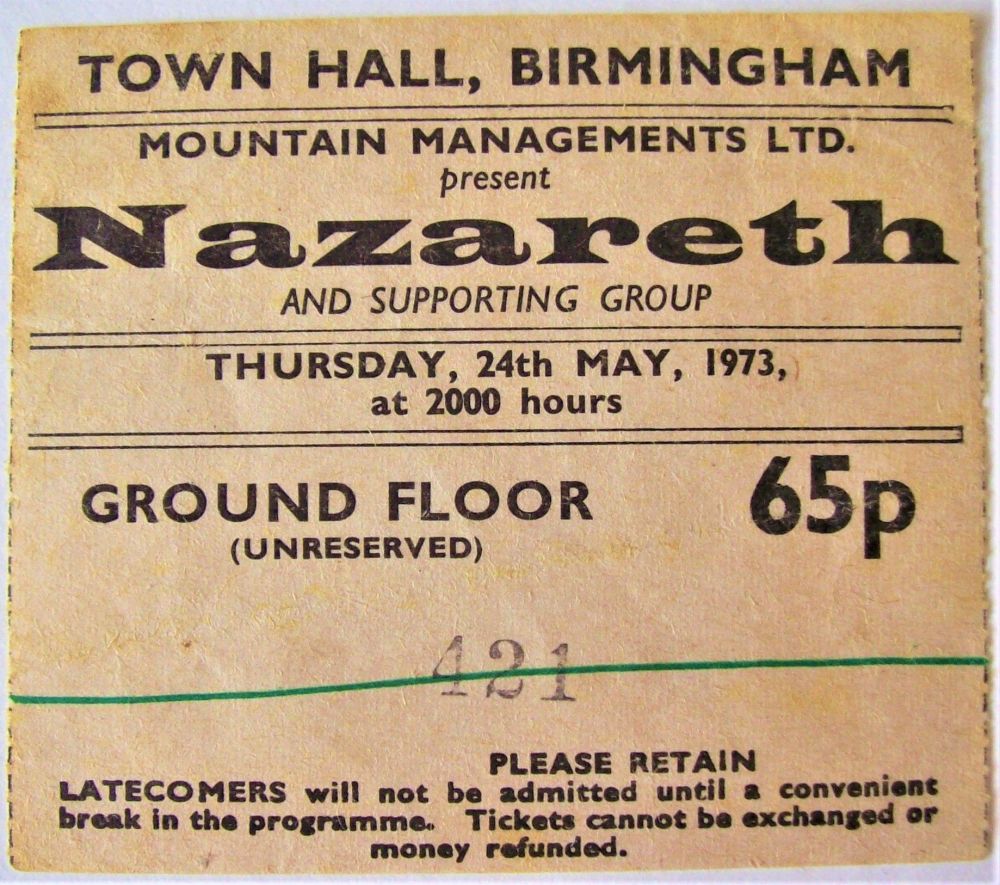 TOWN HALL, BIRMINGHAM
MOUNTAIN MANAGEMENTS LTD.
present
Nazareth
AND SUPPORTING GROUP
THURSDAY, 24th MAY, 1973,
at 2000 hours
GROUND FLOOR 65p
(UNRESERVED)
421
PLEASE RETAIN
LATECOMERS will not be admitted until a convenient
break in the programme. Tickets cannot be exchanged or
money refunded.